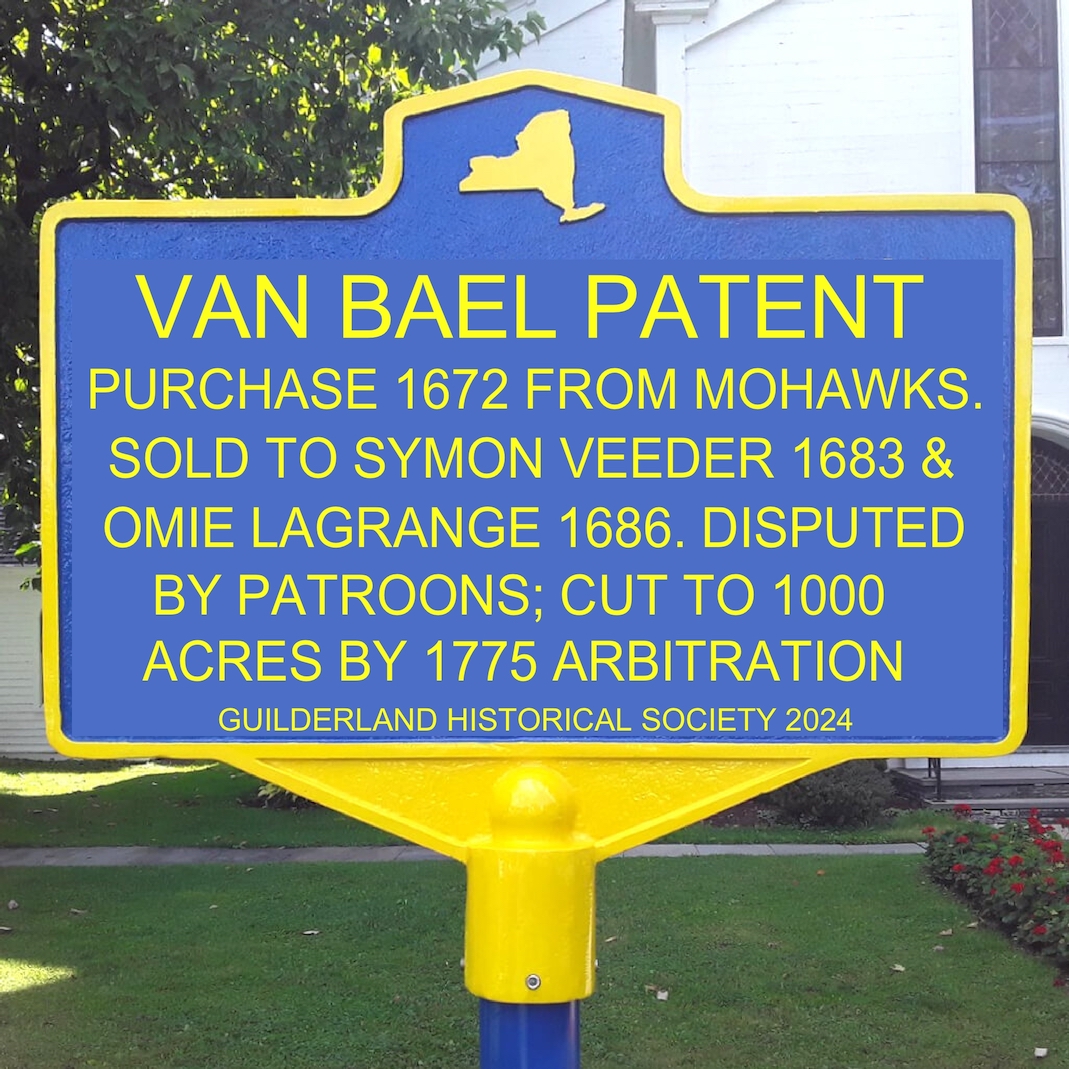 VAN BAEL PATENT
PURCHASE 1672 FROM MOHAWKS.
SOLD TO SYMON VEEDER 1683 &
OMIE LAGRANGE 1686. DISPUTED
BY PATROONS; CUT TO 1000
ACRES BY 1775 ARBITRATION
GUILDERLAND HISTORICAL SOCIETY 2024